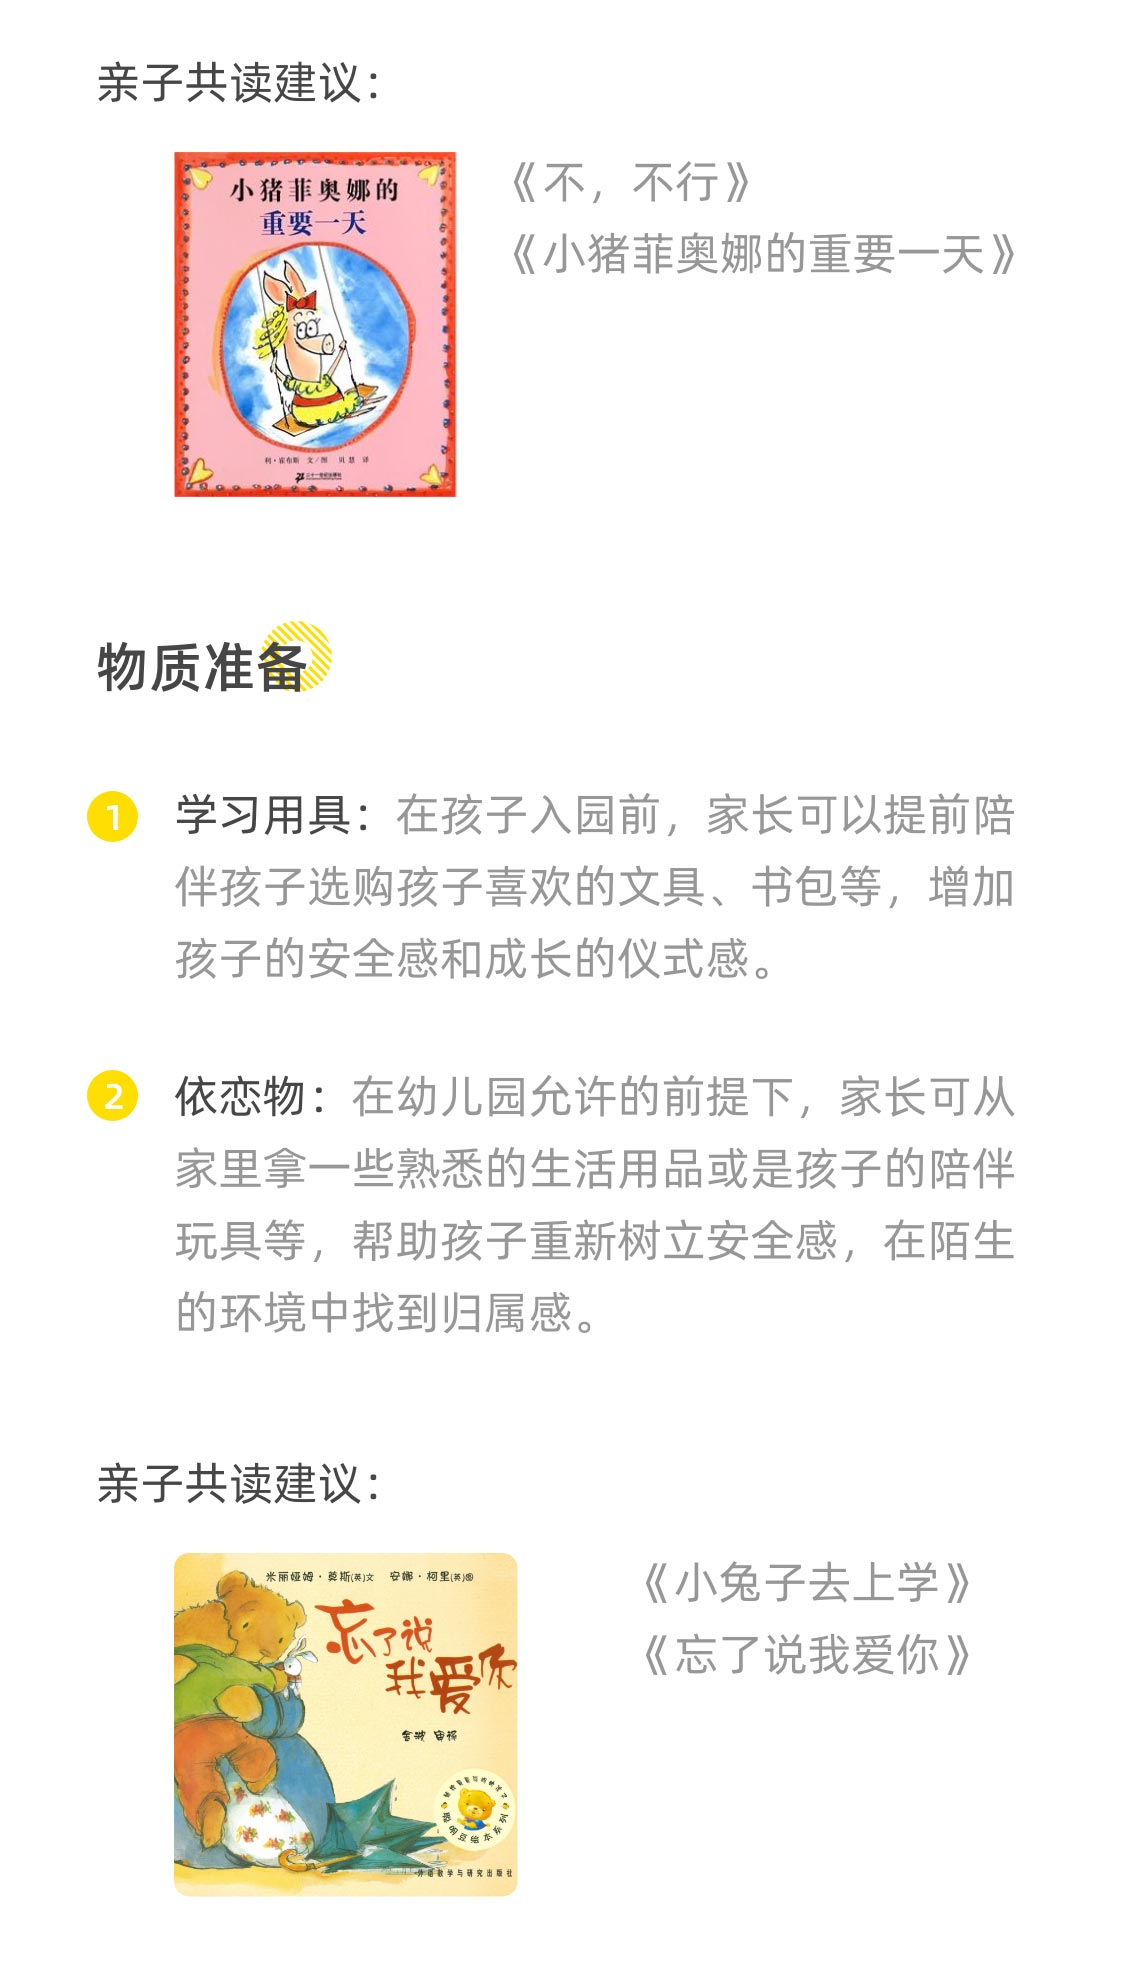 亲子共读建议：
小猪菲奥娜的
重要一天
利·霍布斯 文／图 贝慧 译
二十一世纪出版社
《不，不行》
《小猪菲奥娜的重要一天》
物质准备
1 学习用具：在孩子入园前，家长可以提前陪
伴孩子选购孩子喜欢的文具、书包等，增加
孩子的安全感和成长的仪式感。
2 依恋物：在幼儿园允许的前提下，家长可从
家里拿一些熟悉的生活用品或是孩子的陪伴
玩具等，帮助孩子重新树立安全感，在陌生
的环境中找到归属感。
亲子共读建议：
米丽娅姆·莫斯(英)文 安娜·柯里(英)图
忘了说
我爱你
聪明豆绘本系列
外语教学与研究出版社
《小兔子去上学》
《忘了说我爱你》